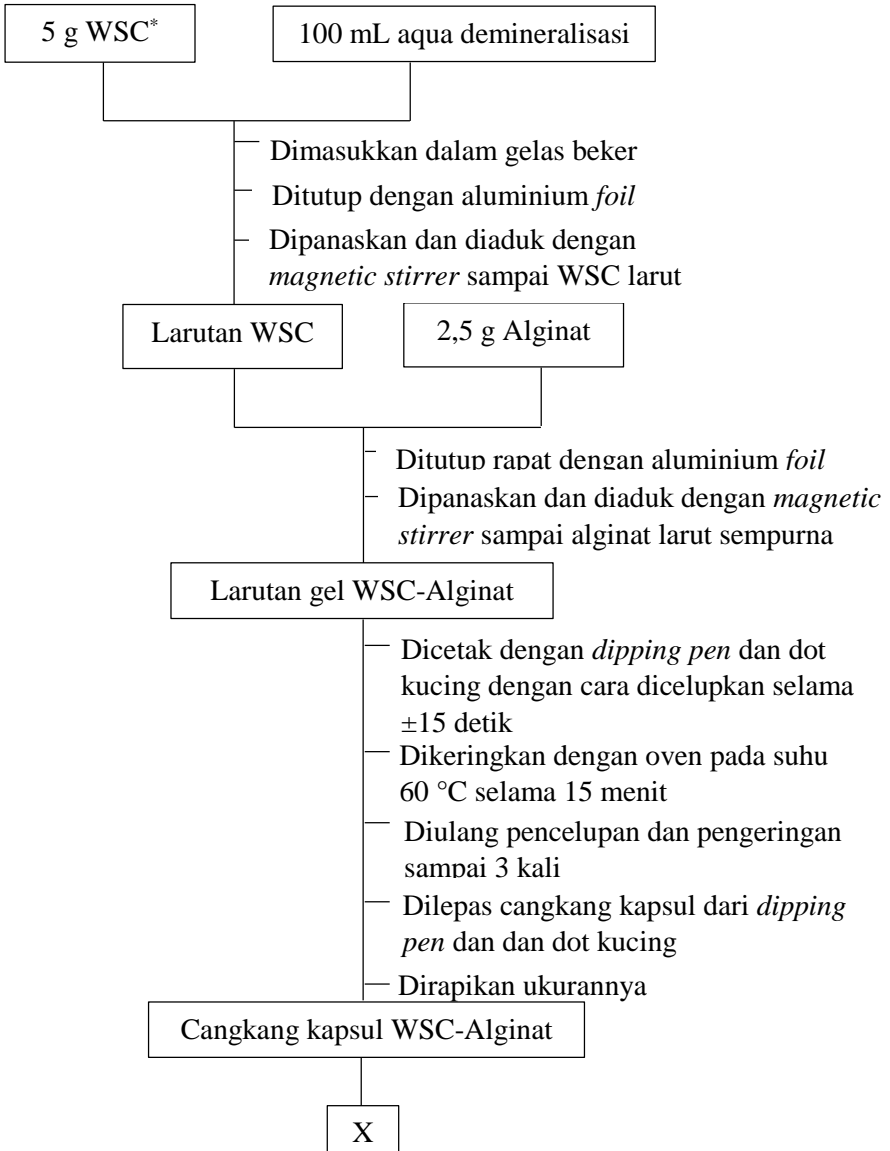 5 g WSC*
100 mL aqua demineralisasi
Dimasukkan dalam gelas beker
Ditutup dengan aluminium foil
Dipanaskan dan diaduk dengan
magnetic stirrer sampai WSC larut
Larutan WSC
2,5 g Alginat
Ditutup rapat dengan aluminium foil
Dipanaskan dan diaduk dengan magnetic
stirrer sampai alginat larut sempurna
Larutan gel WSC-Alginat
Dicetak dengan dipping pen dan dot
kucing dengan cara dicelupkan selama
±15 detik
Dikeringkan dengan oven pada suhu
60 °C selama 15 menit
Diulang pencelupan dan pengeringan
sampai 3 kali
Dilepas cangkang kapsul dari dipping
pen dan dan dot kucing
Dirapikan ukurannya
Cangkang kapsul WSC-Alginat
X